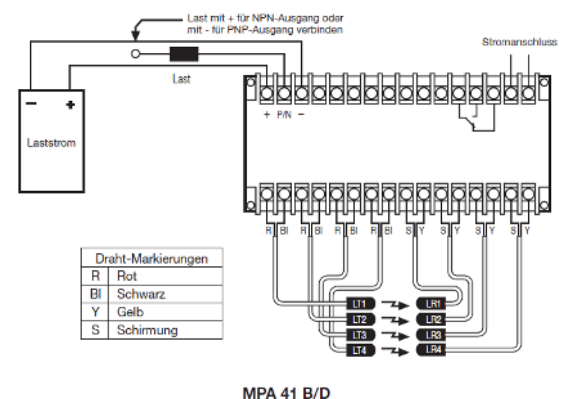 Last mit + für NPN-Ausgang oder
mit - für PNP-Ausgang verbinden
Stromanschluss
Last
- +
Laststrom
+ P/N -
R Bl R Bl R Bl R Bl S Y S Y S Y S Y
Draht-Markierungen
R Rot
Bl Schwarz
Y Gelb
S Schirmung
LT1 LR1
LT2 LR2
LT3 LR3
LT4 LR4
MPA 41 B/D